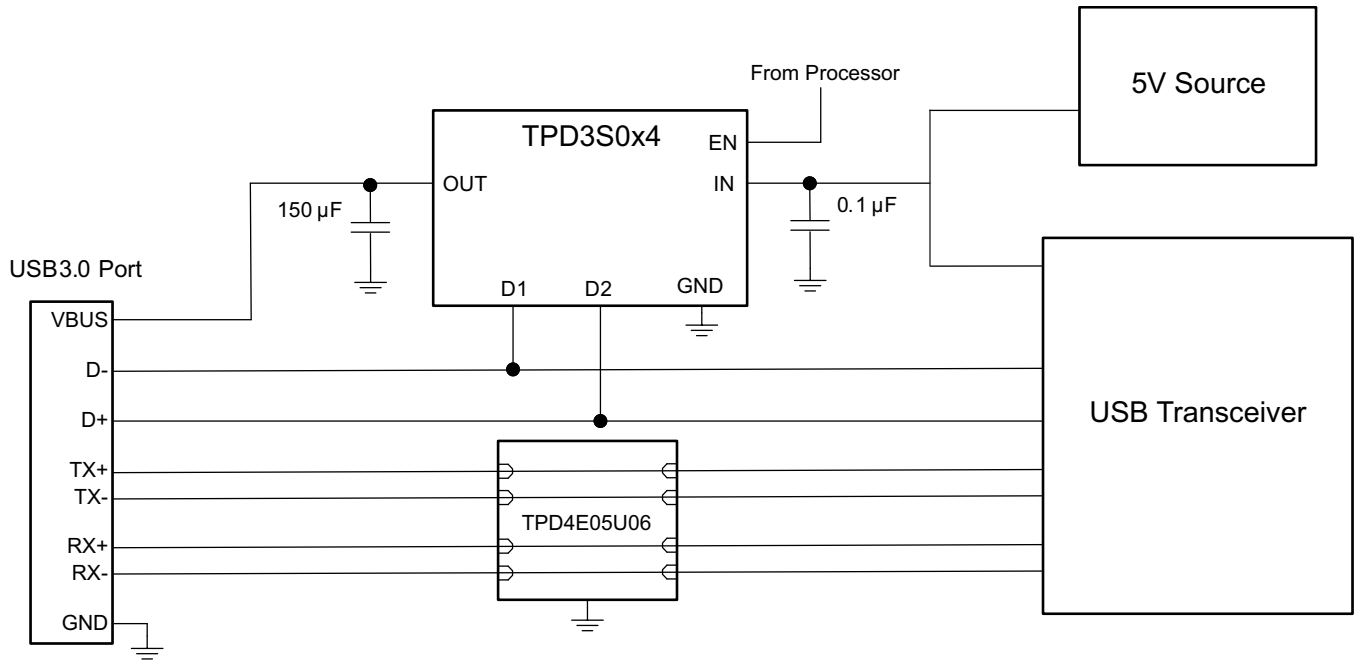 5V Source
From Processor
TPD3S0x4
EN
OUT
IN
150 µF
0.1 µF
USB3.0 Port
D1
D2
GND
VBUS
D-
D+
USB Transceiver
TX+
TX-
TPD4E05U06
RX+
RX-
GND